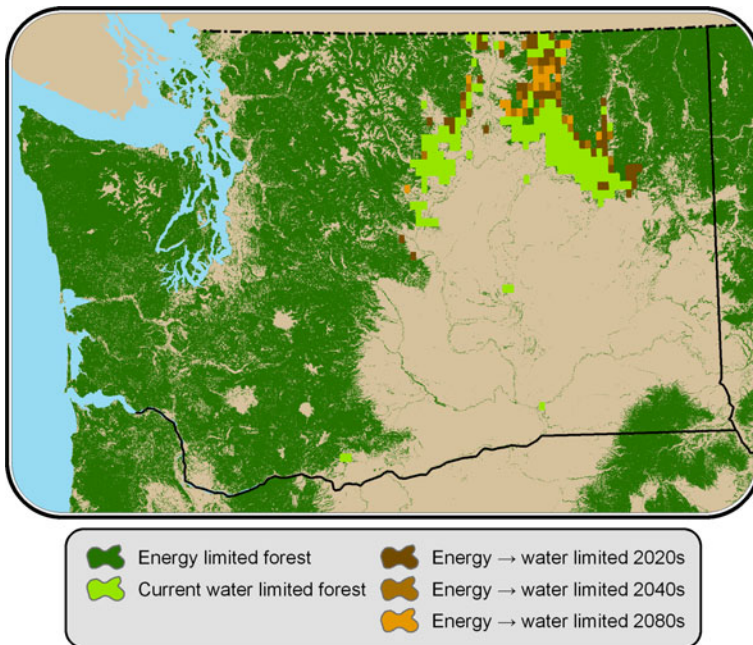 Energy limited forest
Current water limited forest
Energy → water limited 2020s
Energy → water limited 2040s
Energy → water limited 2080s